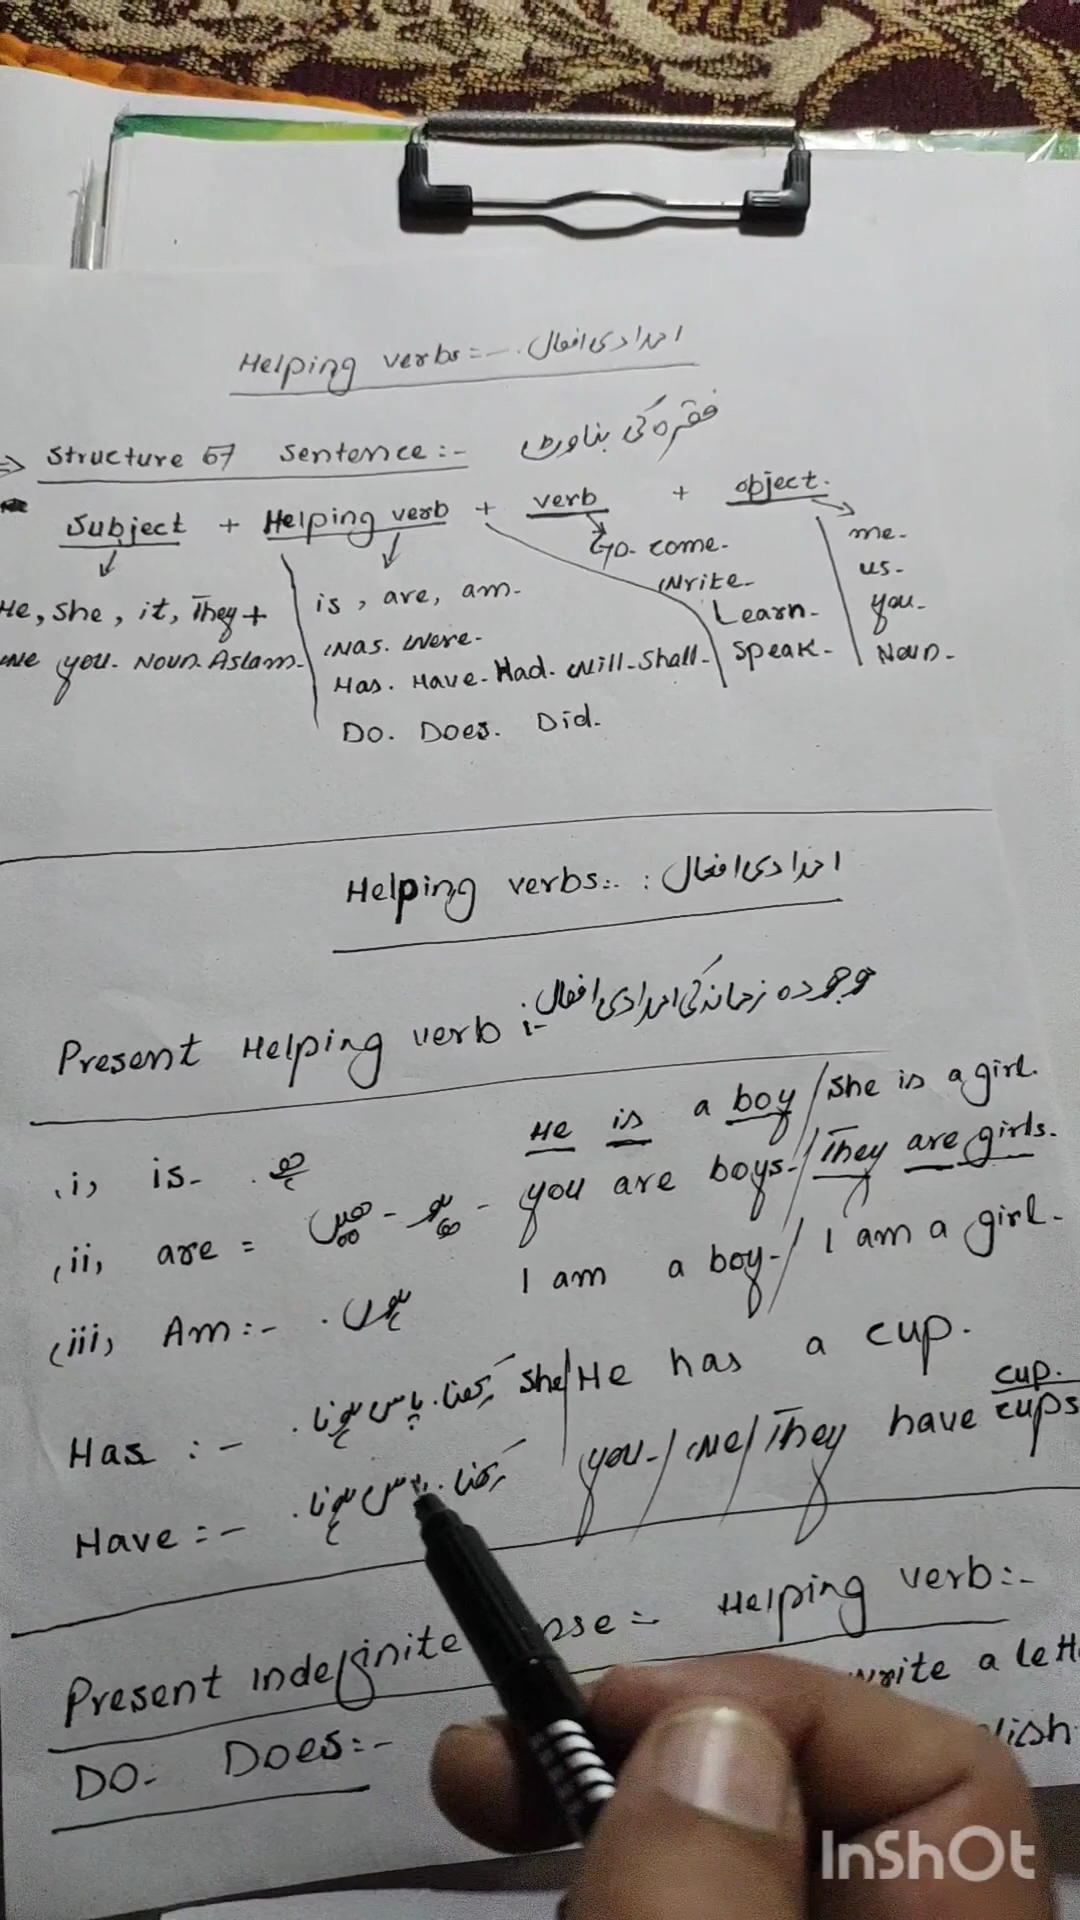 Helping verbs:- امدادی افعال
=> Structure of Sentence:- فقرہ کی بناوٹ
Subject + Helping verb + verb + object.
He, She, it, They + is, are, am. Go. come. me.
we you. Noun. Aslam. Was. Were. Write. us.
Has. Have. Had. Will. Shall. Learn. you.
Do. Does. Did. Speak. Noun.
Helping verbs:. : امدادی افعال
Present Helping verb :- موجودہ زمانہ کی امدادی افعال
(i) is - ہے. He is a boy / She is a girl.
(ii) are = ہیں - ہو - you are boys - / They are girls.
(iii) Am :- ہوں. I am a boy - / I am a girl.
Has :- رکھنا. پاس ہونا. She/He has a cup.
Have :- رکھنا. پاس ہونا. you - / We / They have cup. cups
Present Indefinite :- Helping verb :-
DO - Does :- write a